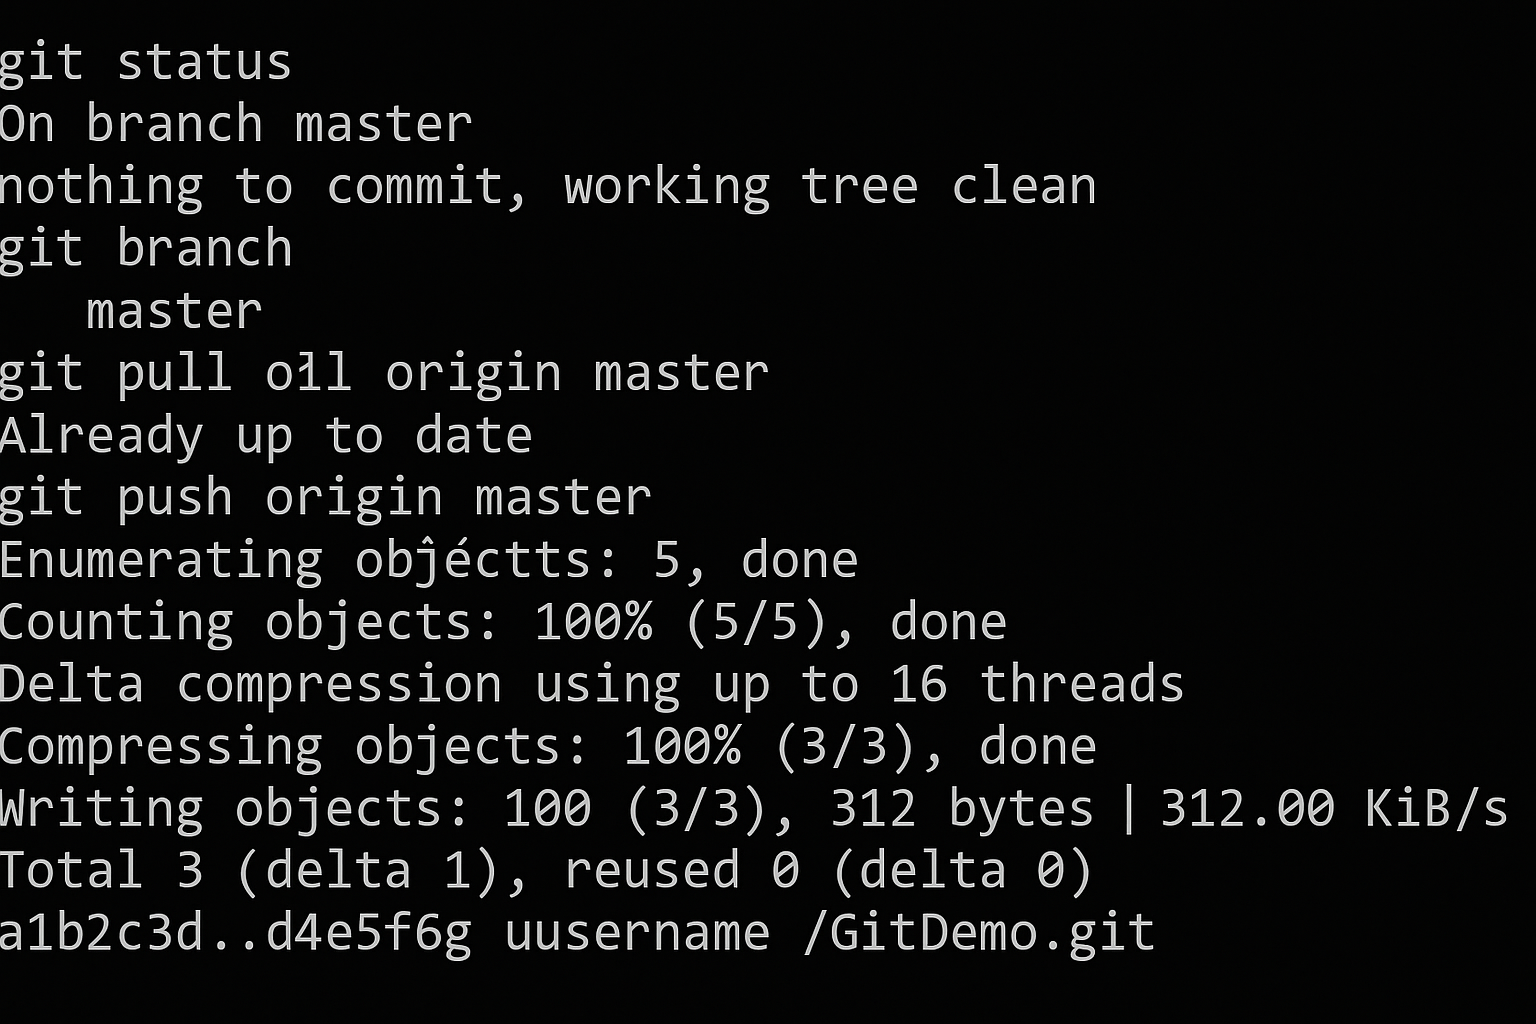 git status
On branch master
nothing to commit, working tree clean
git branch
   master
git pull o1l origin master
Already up to date
git push origin master
Enumerating obĵéctts: 5, done
Counting objects: 100% (5/5), done
Delta compression using up to 16 threads
Compressing objects: 100% (3/3), done
Writing objects: 100 (3/3), 312 bytes | 312.00 KiB/s
Total 3 (delta 1), reused 0 (delta 0)
a1b2c3d..d4e5f6g uusername /GitDemo.git